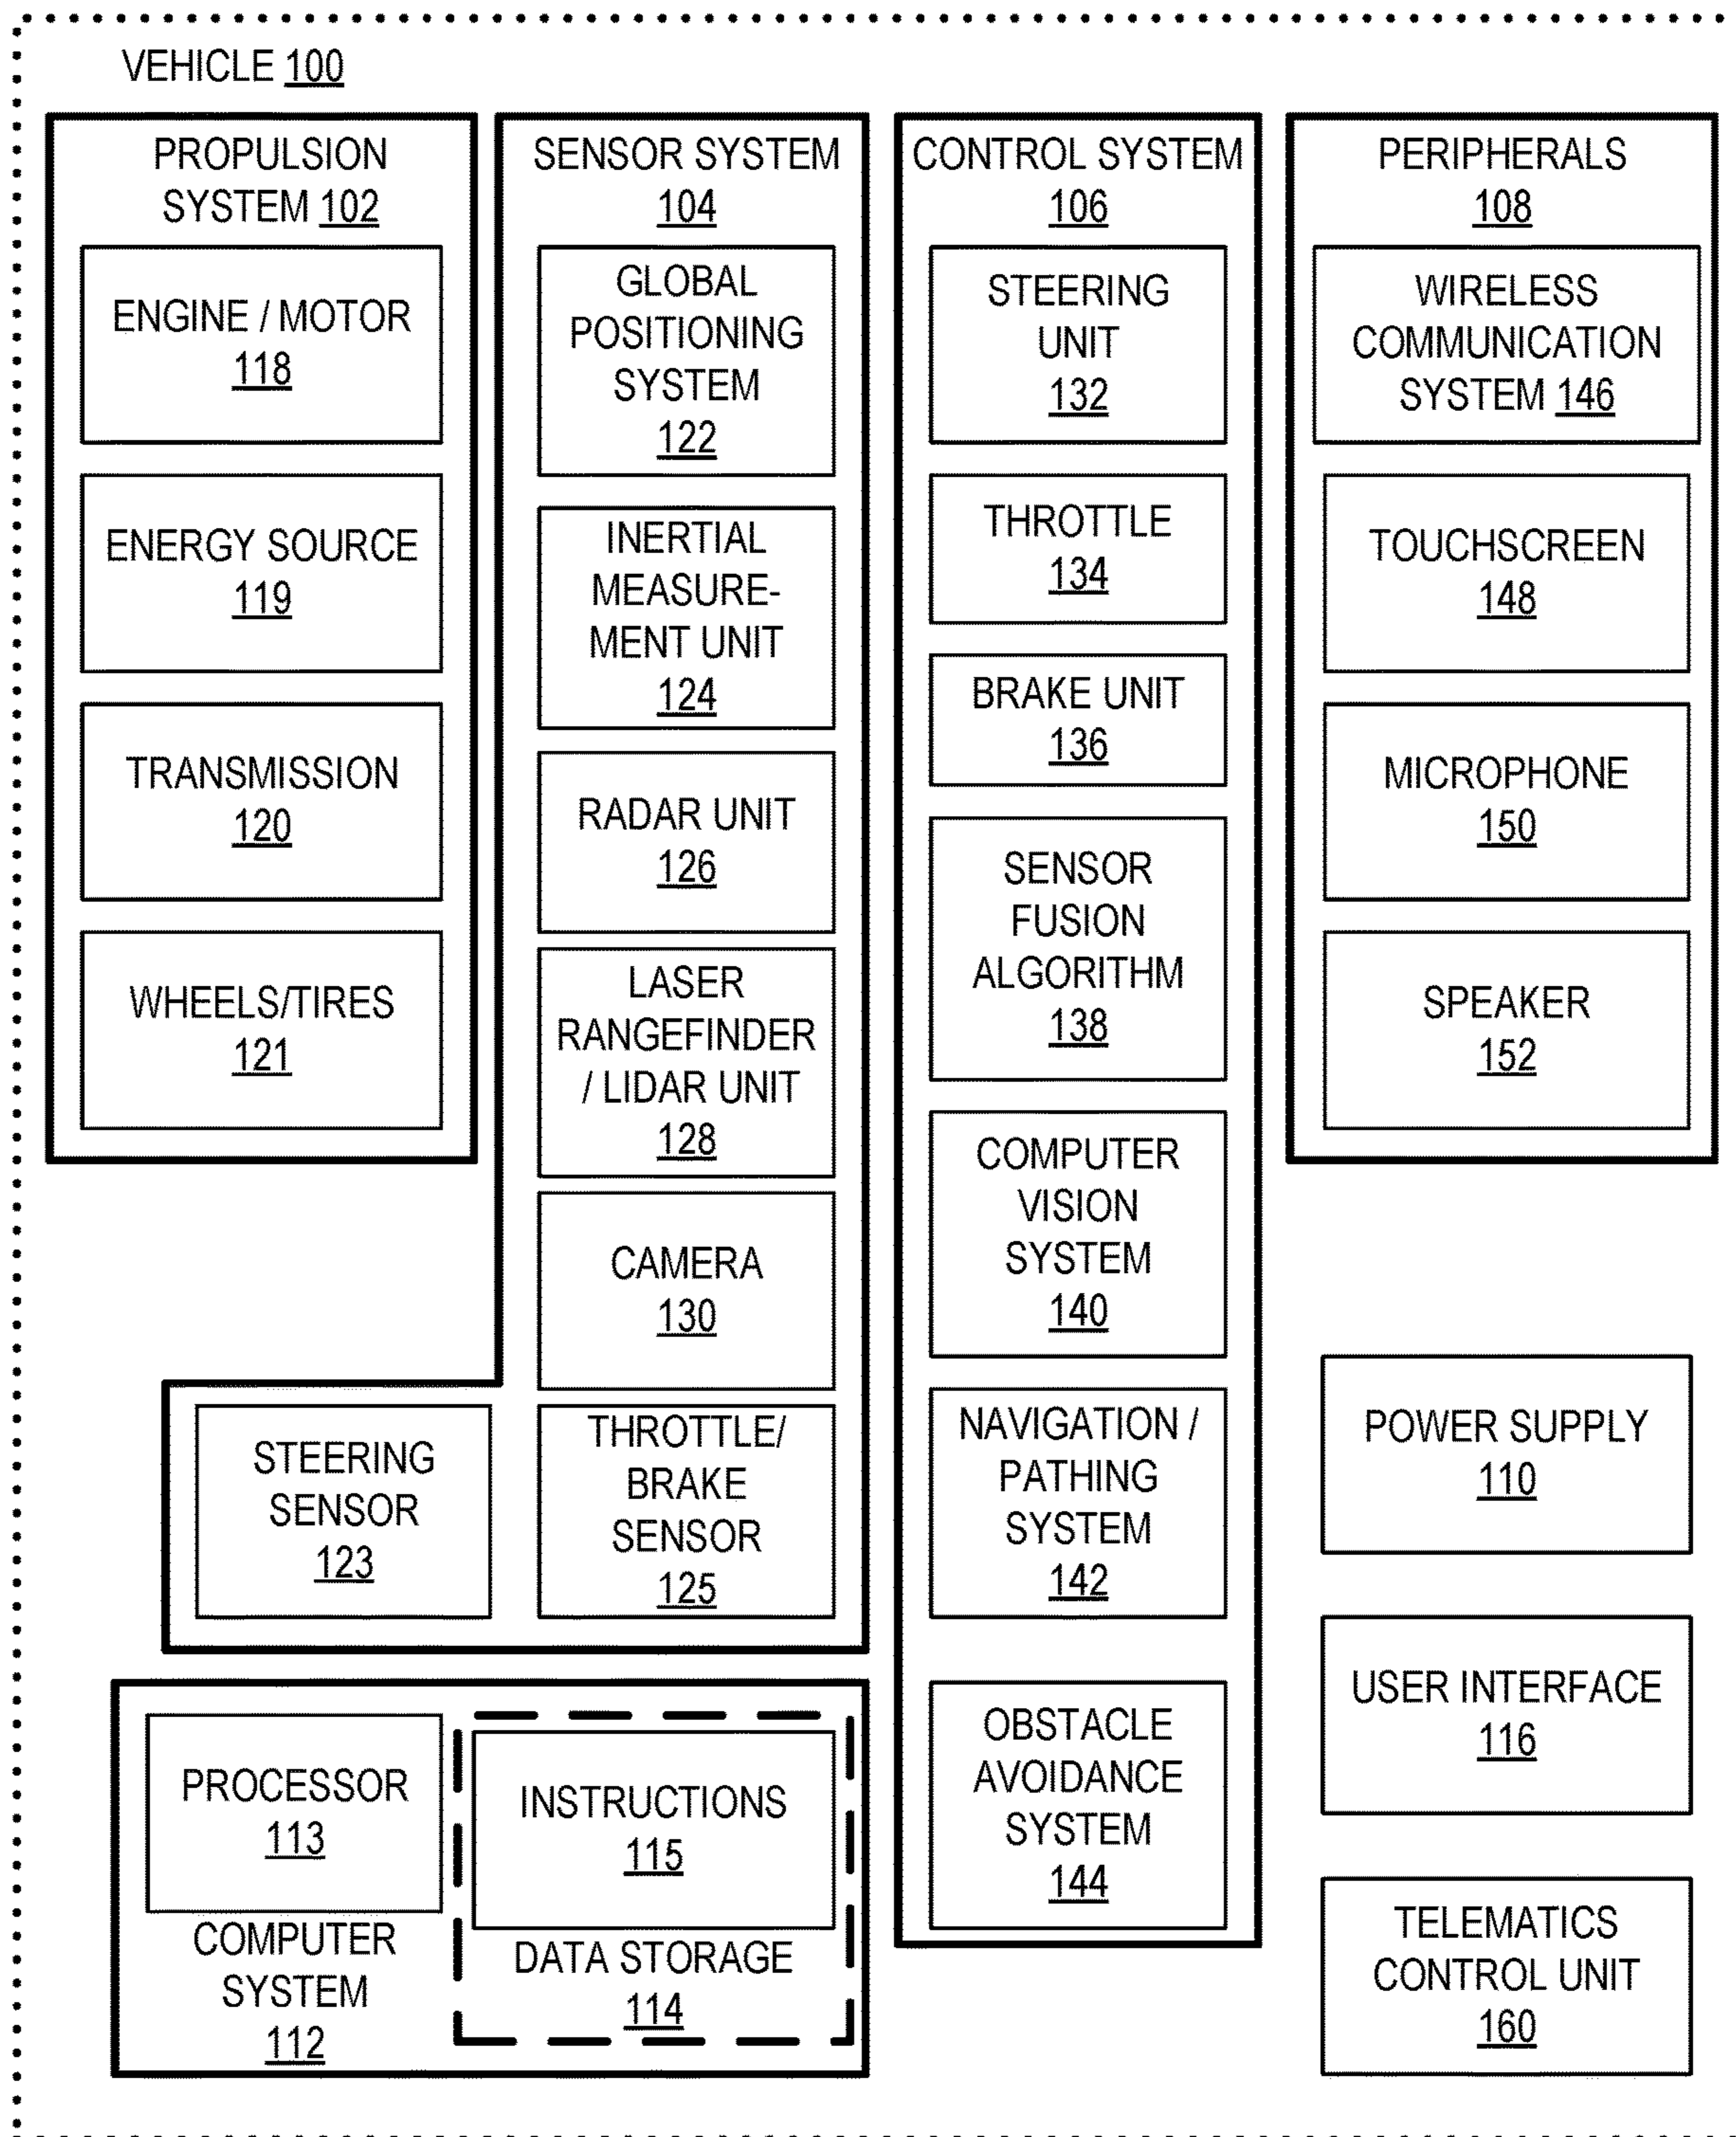 VEHICLE 100
PROPULSION
SYSTEM 102
ENGINE / MOTOR
118
ENERGY SOURCE
119
TRANSMISSION
120
WHEELS/TIRES
121
SENSOR SYSTEM
104
GLOBAL
POSITIONING
SYSTEM
122
INERTIAL
MEASURE-
MENT UNIT
124
RADAR UNIT
126
LASER
RANGEFINDER
/ LIDAR UNIT
128
CAMERA
130
STEERING
SENSOR
123
THROTTLE/
BRAKE
SENSOR
125
CONTROL SYSTEM
106
STEERING
UNIT
132
THROTTLE
134
BRAKE UNIT
136
SENSOR
FUSION
ALGORITHM
138
COMPUTER
VISION
SYSTEM
140
NAVIGATION /
PATHING
SYSTEM
142
OBSTACLE
AVOIDANCE
SYSTEM
144
PERIPHERALS
108
WIRELESS
COMMUNICATION
SYSTEM 146
TOUCHSCREEN
148
MICROPHONE
150
SPEAKER
152
PROCESSOR
113
COMPUTER
SYSTEM
112
INSTRUCTIONS
115
DATA STORAGE
114
POWER SUPPLY
110
USER INTERFACE
116
TELEMATICS
CONTROL UNIT
160